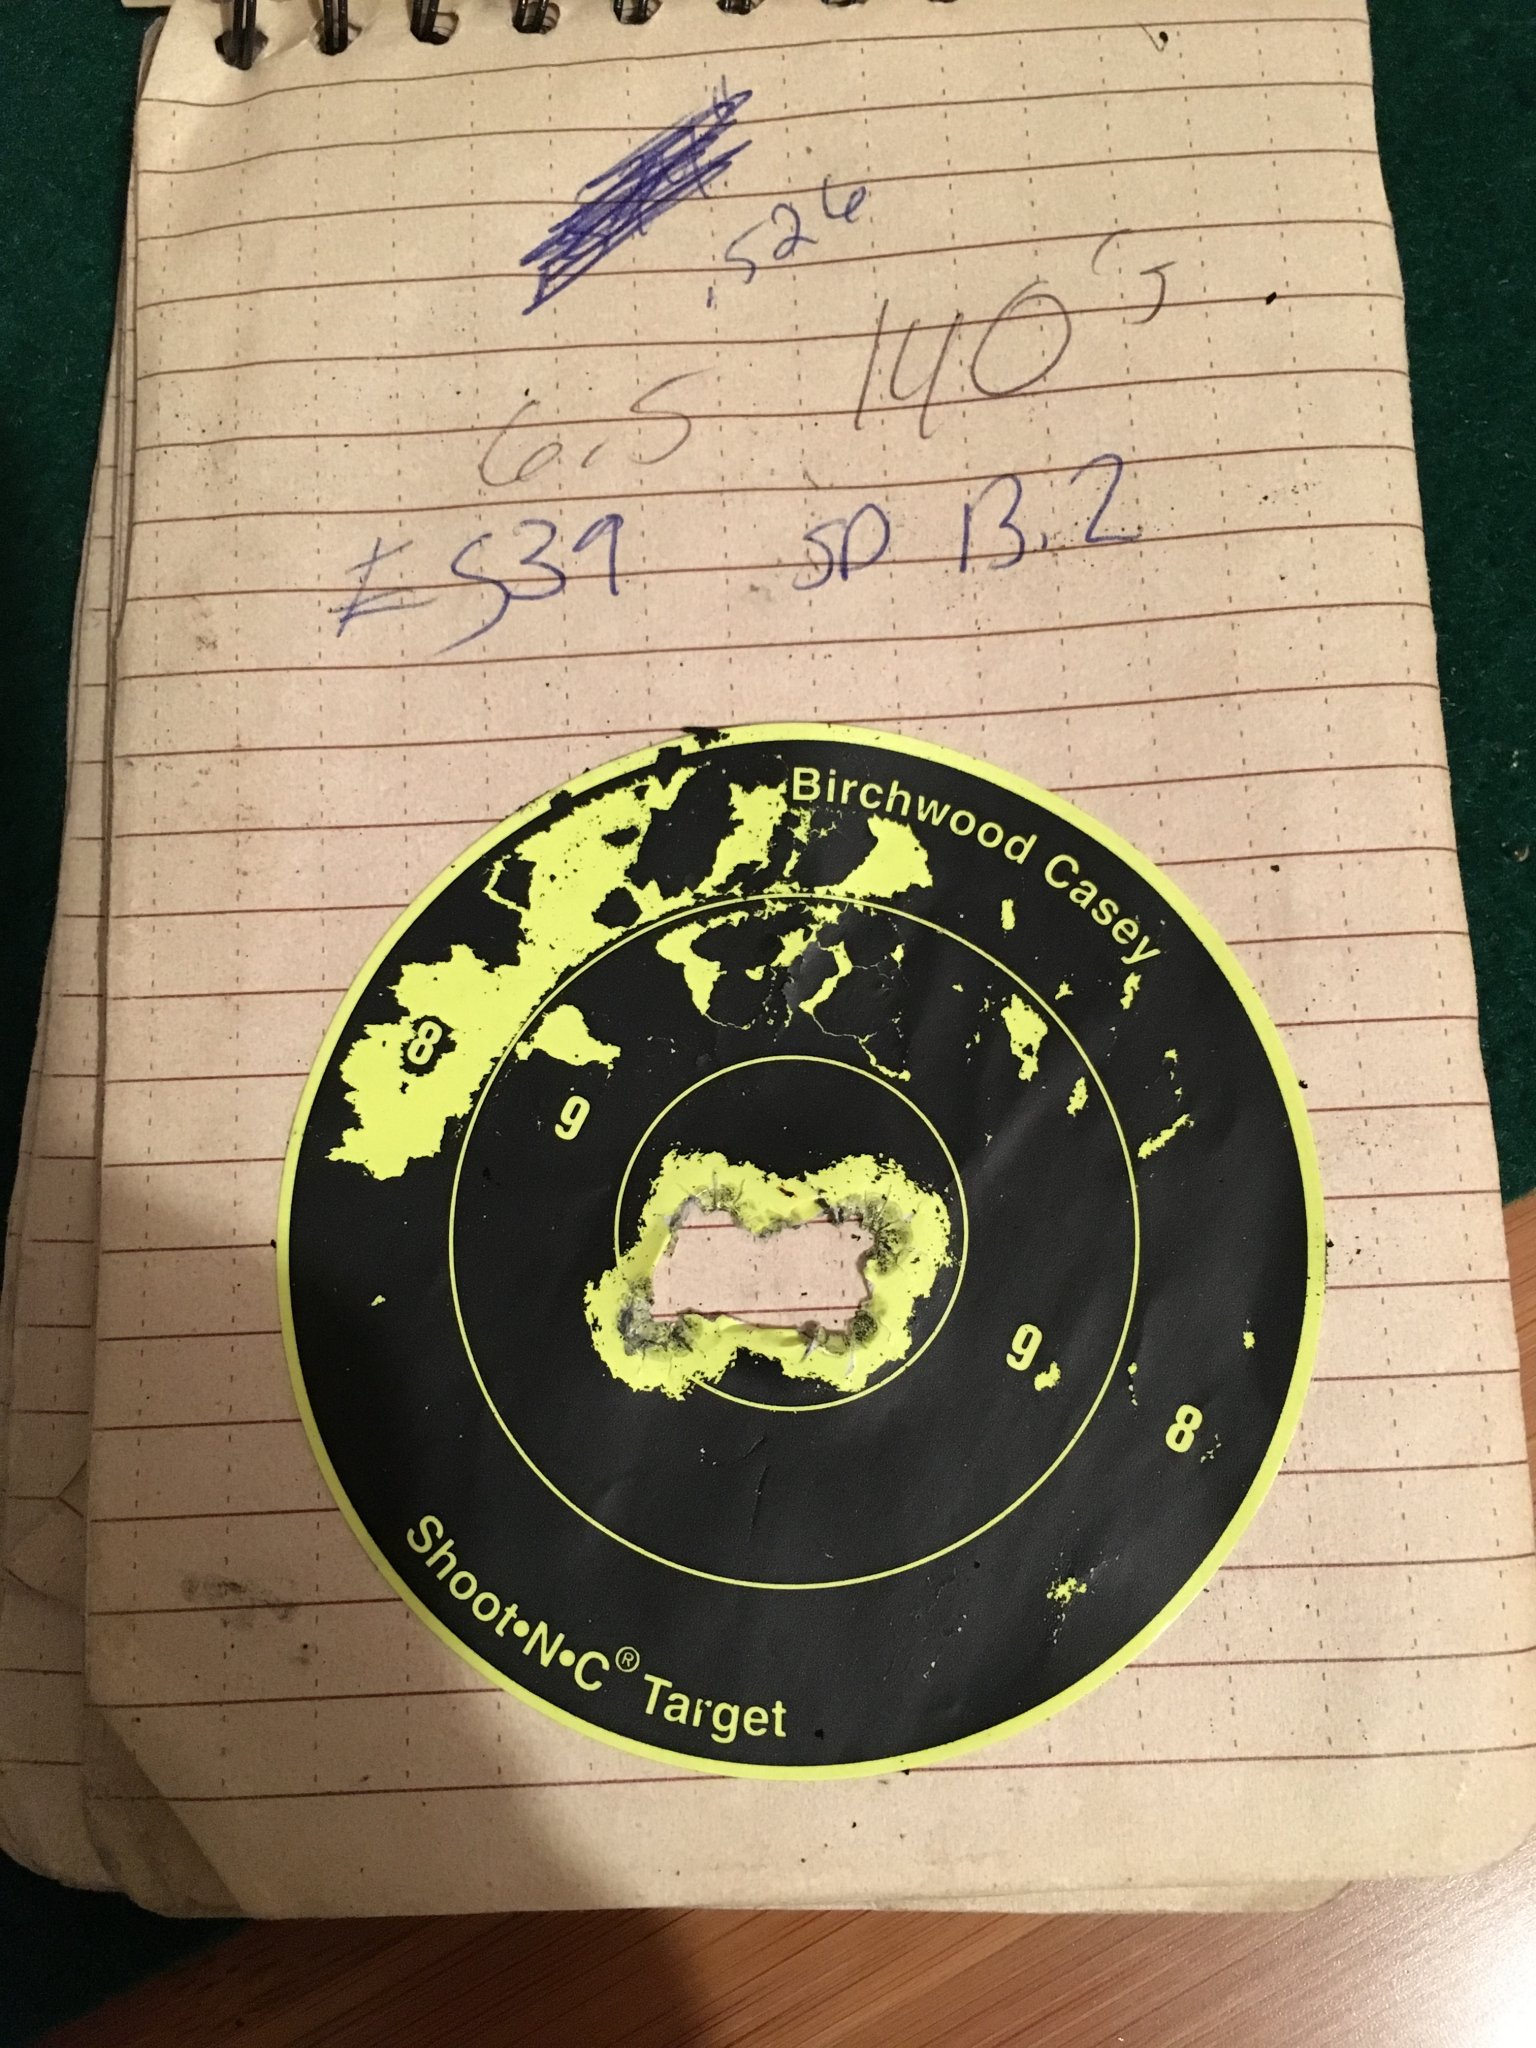 .526
6.5 140's
ES39 SD 13.2
Birchwood Casey
8
9
9
8
Shoot•N•C® Target